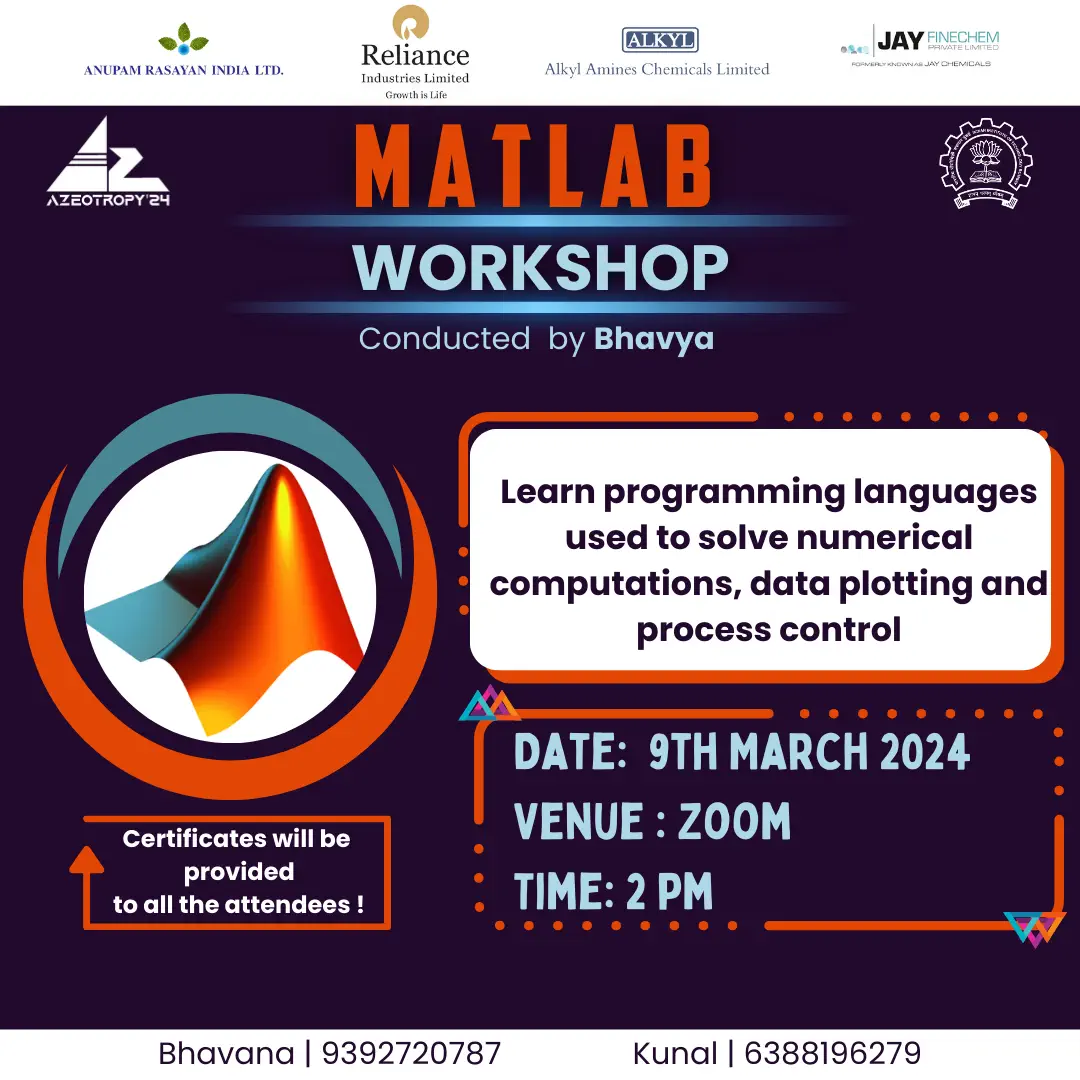 ANUPAM RASAYAN INDIA LTD.
Reliance
Industries Limited
Growth is Life
ALKYL
Alkyl Amines Chemicals Limited
JAY FINECHEM
PRIVATE LIMITED
FORMERLY KNOWN AS JAY CHEMICALS
AZEOTROPY'24
MATLAB
WORKSHOP
Conducted by Bhavya
Learn programming languages
used to solve numerical
computations, data plotting and
process control
DATE: 9TH MARCH 2024
VENUE : ZOOM
TIME: 2 PM
Certificates will be
provided
to all the attendees !
Bhavana | 9392720787
Kunal | 6388196279